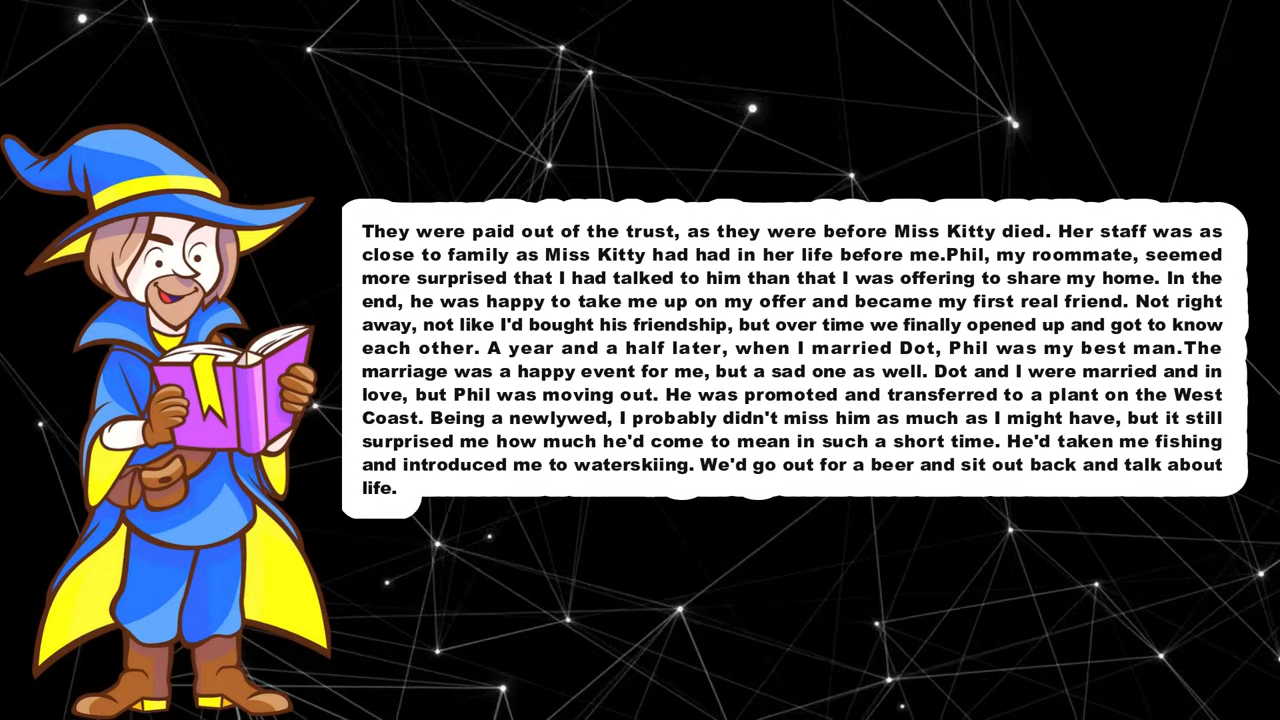 They were paid out of the trust, as they were before Miss Kitty died. Her staff was as
close to family as Miss Kitty had had in her life before me.Phil, my roommate, seemed
more surprised that I had talked to him than that I was offering to share my home. In the
end, he was happy to take me up on my offer and became my first real friend. Not right
away, not like I'd bought his friendship, but over time we finally opened up and got to know
each other. A year and a half later, when I married Dot, Phil was my best man.The
marriage was a happy event for me, but a sad one as well. Dot and I were married and in
love, but Phil was moving out. He was promoted and transferred to a plant on the West
Coast. Being a newlywed, I probably didn't miss him as much as I might have, but it still
surprised me how much he'd come to mean in such a short time. He'd taken me fishing
and introduced me to waterskiing. We'd go out for a beer and sit out back and talk about
life.